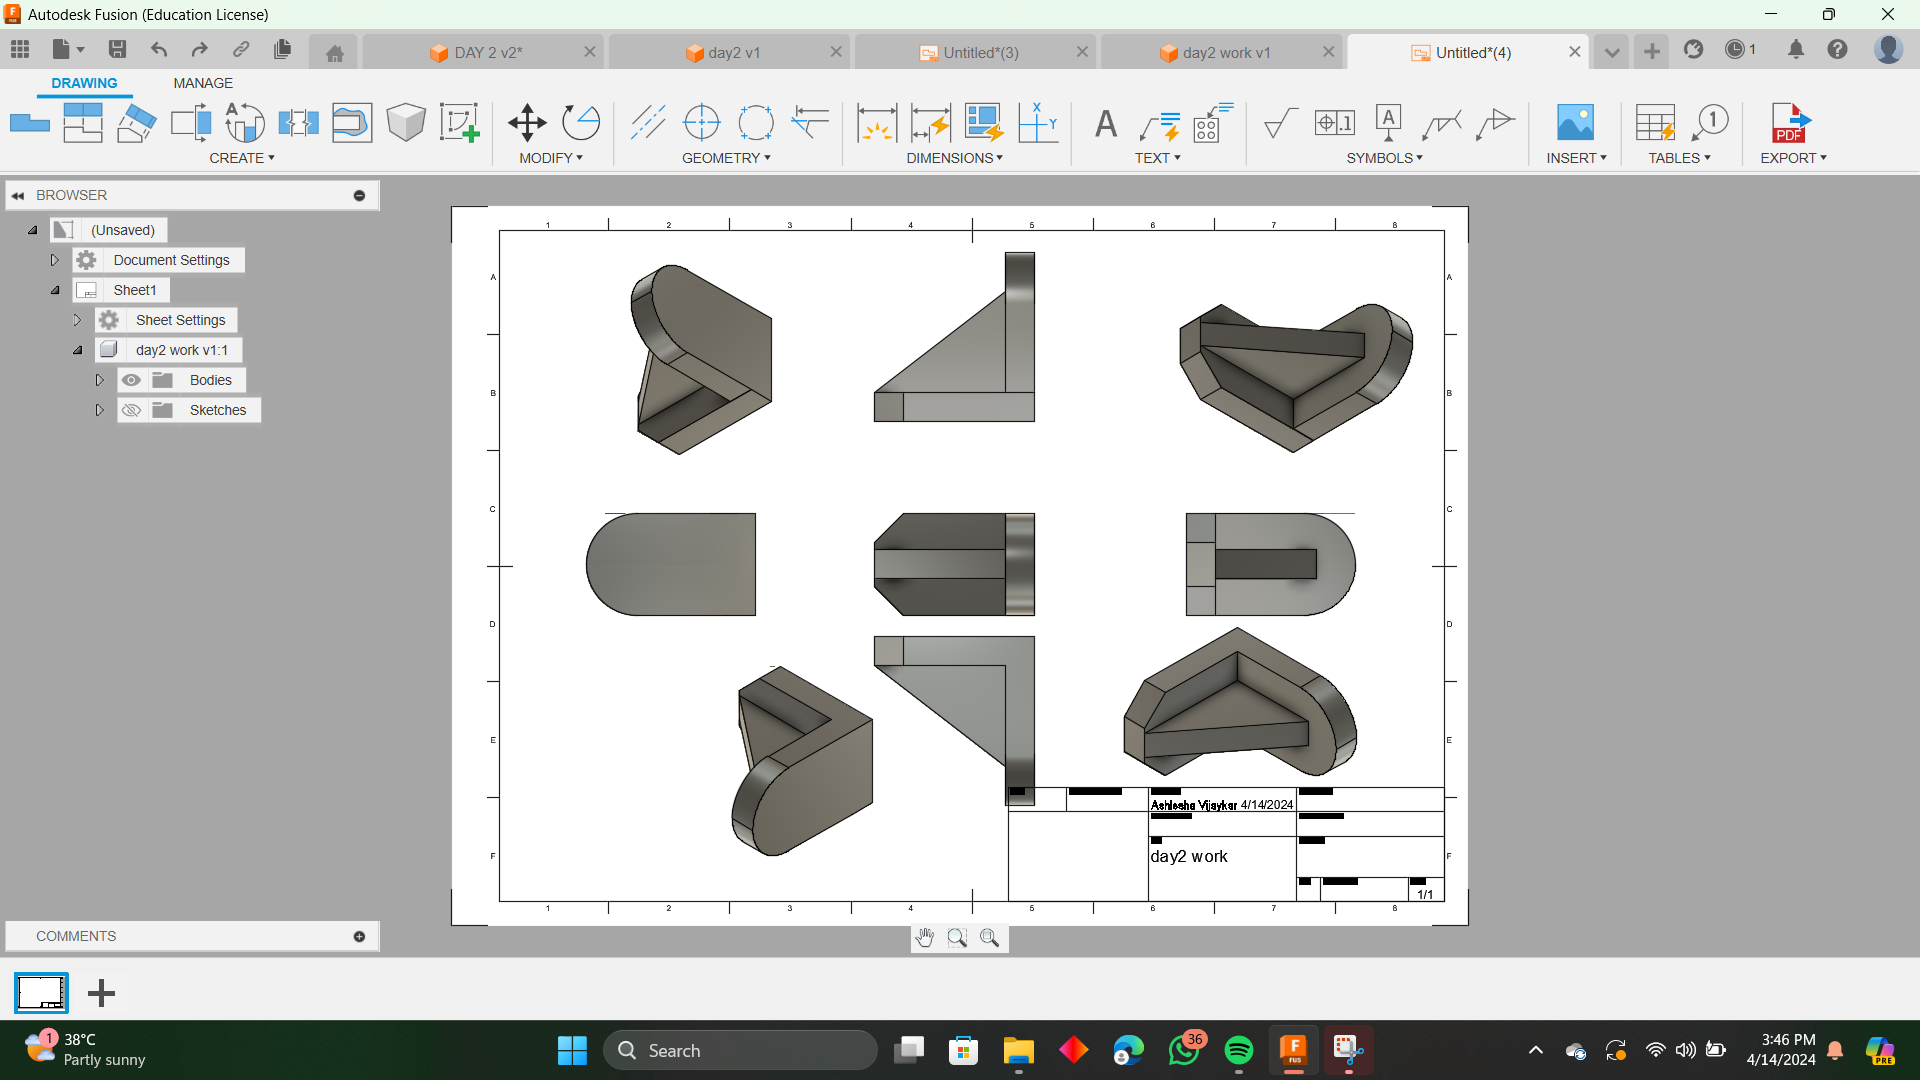 Autodesk Fusion (Education License)
DAY 2 v2*
day2 v1
Untitled*(3)
day2 work v1
Untitled*(4)
1
DRAWING
MANAGE
CREATE
MODIFY
GEOMETRY
DIMENSIONS
TEXT
SYMBOLS
INSERT
TABLES
EXPORT
BROWSER
(Unsaved)
Document Settings
Sheet1
Sheet Settings
day2 work v1:1
Bodies
Sketches
1 2 3 4 5 6 7 8
A A
B B
C C
D D
E E
F F
Ashlesha Vijaykar 4/14/2024
day2 work
1/1
1 2 3 4 5 6 7 8
COMMENTS
1
38°C
Partly sunny
Search
36
3:46 PM
4/14/2024
PRE